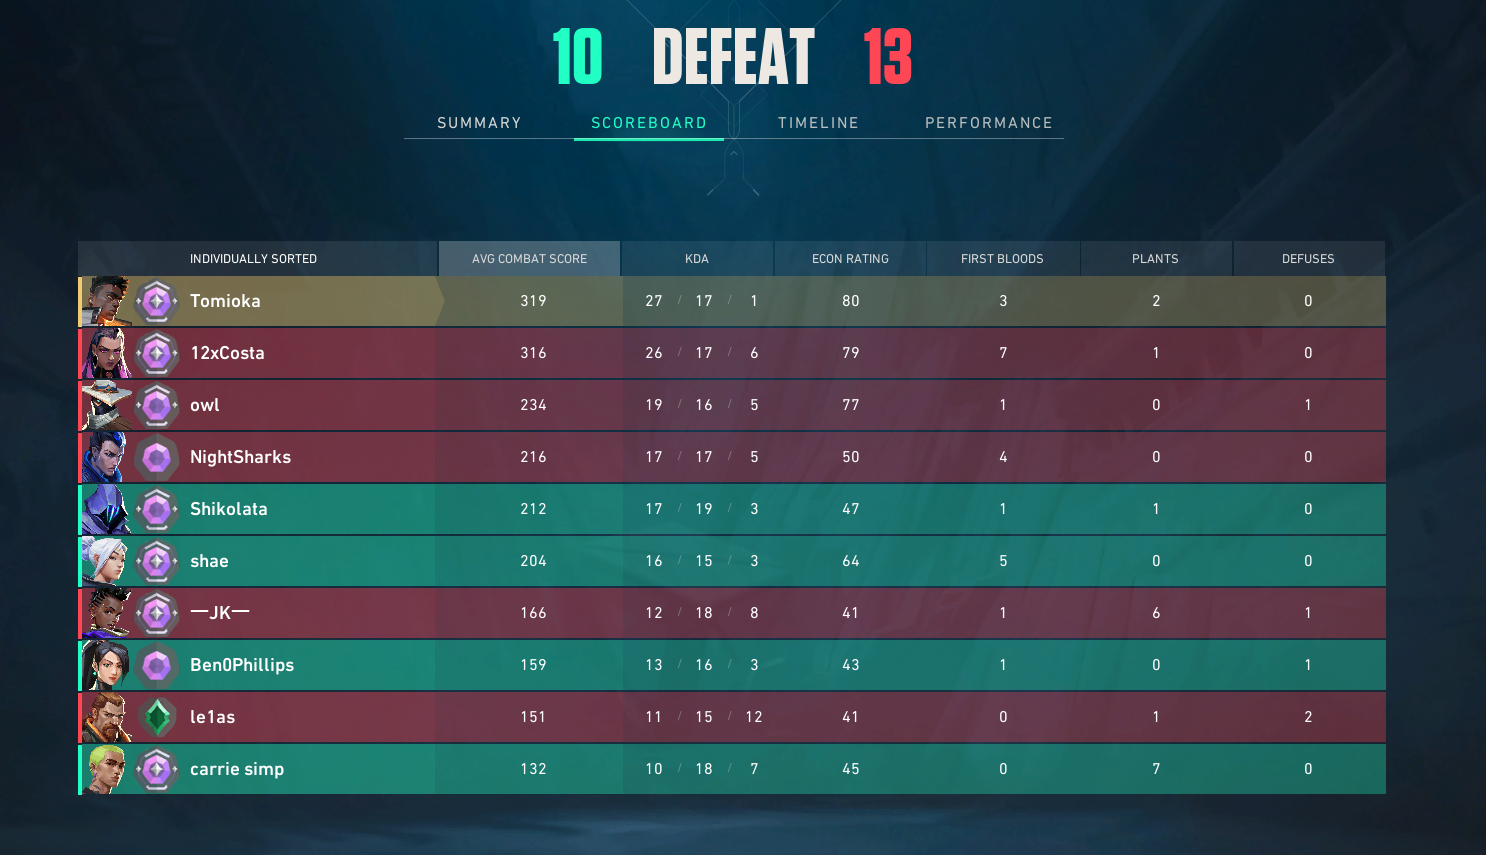 10 DEFEAT 13
SUMMARY SCOREBOARD TIMELINE PERFORMANCE
INDIVIDUALLY SORTED AVG COMBAT SCORE KDA ECON RATING FIRST BLOODS PLANTS DEFUSES
Tomioka 319 27 / 17 / 1 80 3 2 0
12xCosta 316 26 / 17 / 6 79 7 1 0
owl 234 19 / 16 / 5 77 1 0 1
NightSharks 216 17 / 17 / 5 50 4 0 0
Shikolata 212 17 / 19 / 3 47 1 1 0
shae 204 16 / 15 / 3 64 5 0 0
一JK一 166 12 / 18 / 8 41 1 6 1
Ben0Phillips 159 13 / 16 / 3 43 1 0 1
le1as 151 11 / 15 / 12 41 0 1 2
carrie simp 132 10 / 18 / 7 45 0 7 0